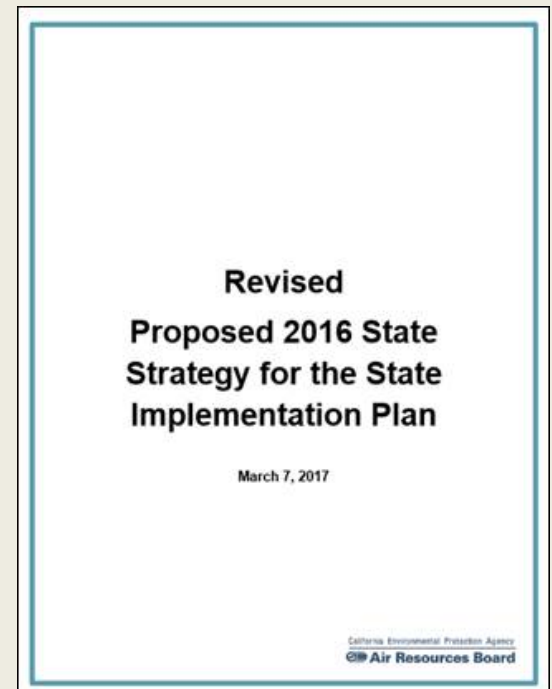 Revised
Proposed 2016 State
Strategy for the State
Implementation Plan
March 7, 2017
California Environmental Protection Agency
Air Resources Board